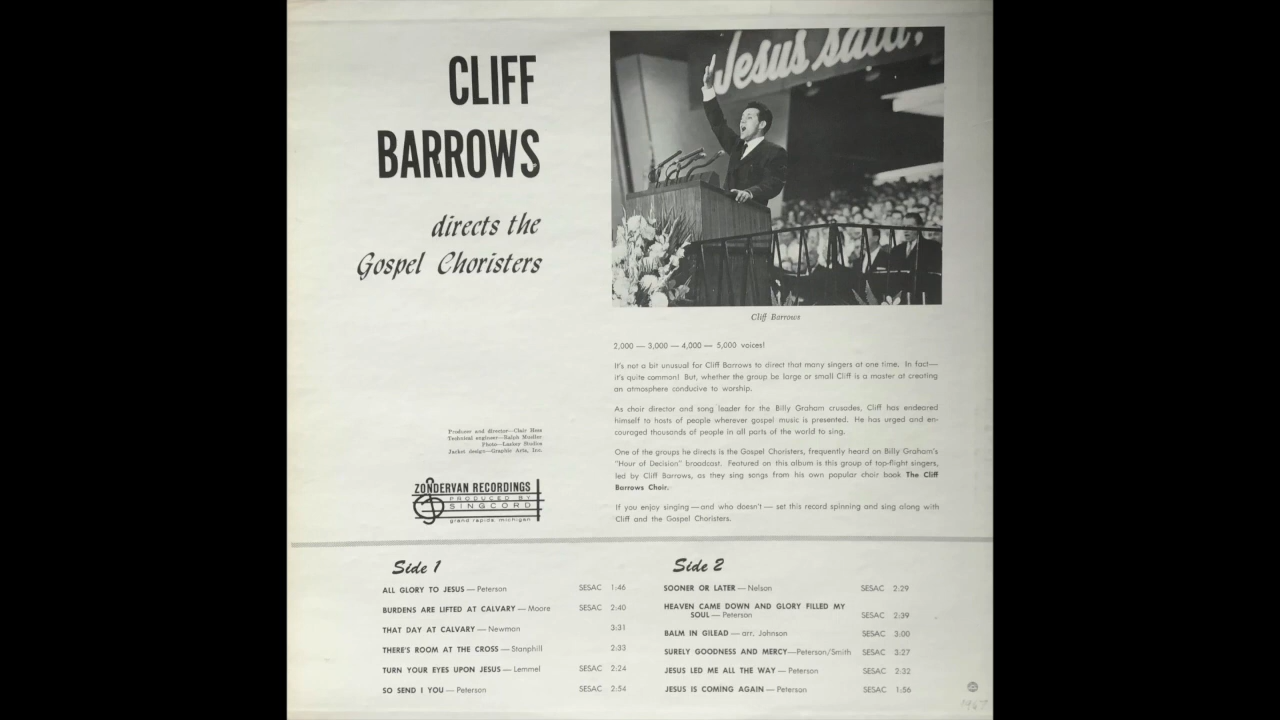 CLIFF
BARROWS
directs the
Gospel Choristers
Jesus said,
Cliff Barrows
2,000 — 3,000 — 4,000 — 5,000 voices!
It's not a bit unusual for Cliff Barrows to direct that many singers at one time. In fact—
it's quite common! But, whether the group be large or small Cliff is a master at creating
an atmosphere conducive to worship.
As choir director and song leader for the Billy Graham crusades, Cliff has endeared
himself to hosts of people wherever gospel music is presented. He has urged and en-
couraged thousands of people in all parts of the world to sing.
One of the groups he directs is the Gospel Choristers, frequently heard on Billy Graham's
"Hour of Decision" broadcast. Featured on this album is this group of top-flight singers,
led by Cliff Barrows, as they sing songs from his own popular choir book The Cliff
Barrows Choir.
If you enjoy singing — and who doesn't — set this record spinning and sing along with
Cliff and the Gospel Choristers.
Producer and director—Clair Hess
Technical engineer—Ralph Mueller
Photo—Lasley Studios
Jacket design—Graphic Arts, Inc.
ZONDERVAN RECORDINGS
PRODUCED BY
SINGCORD
grand rapids, michigan
Side 1
ALL GLORY TO JESUS — Peterson SESAC 1:46
BURDENS ARE LIFTED AT CALVARY — Moore SESAC 2:40
THAT DAY AT CALVARY — Newman 3:31
THERE'S ROOM AT THE CROSS — Stanphill 2:33
TURN YOUR EYES UPON JESUS — Lemmel SESAC 2:24
SO SEND I YOU — Peterson SESAC 2:54
Side 2
SOONER OR LATER — Nelson SESAC 2:29
HEAVEN CAME DOWN AND GLORY FILLED MY
SOUL — Peterson SESAC 2:39
BALM IN GILEAD — arr. Johnson SESAC 3:00
SURELY GOODNESS AND MERCY—Peterson/Smith SESAC 3:27
JESUS LED ME ALL THE WAY — Peterson SESAC 2:32
JESUS IS COMING AGAIN — Peterson SESAC 1:56
1967